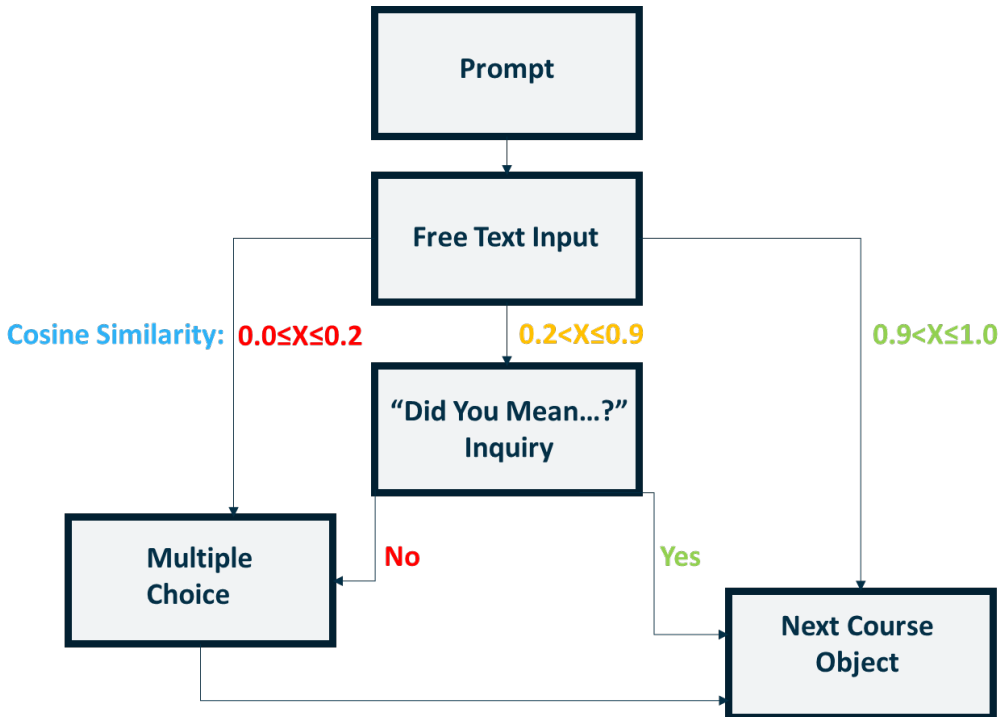 Prompt
Free Text Input
Cosine Similarity: 0.0≤X≤0.2
0.2<X≤0.9
0.9<X≤1.0
“Did You Mean…?”
Inquiry
No
Yes
Multiple
Choice
Next Course
Object